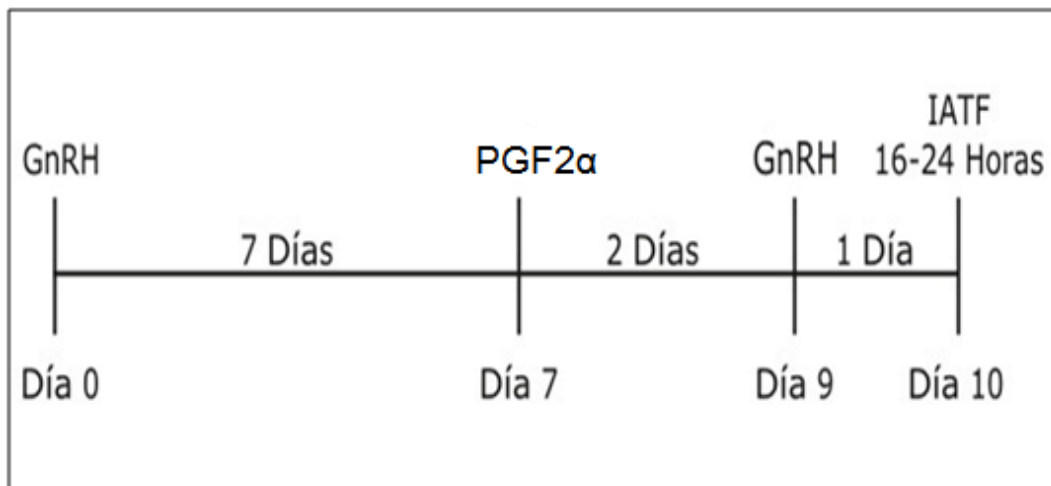 IATF
GnRH PGF2α GnRH 16-24 Horas
7 Días 2 Días 1 Día
Día 0 Día 7 Día 9 Día 10